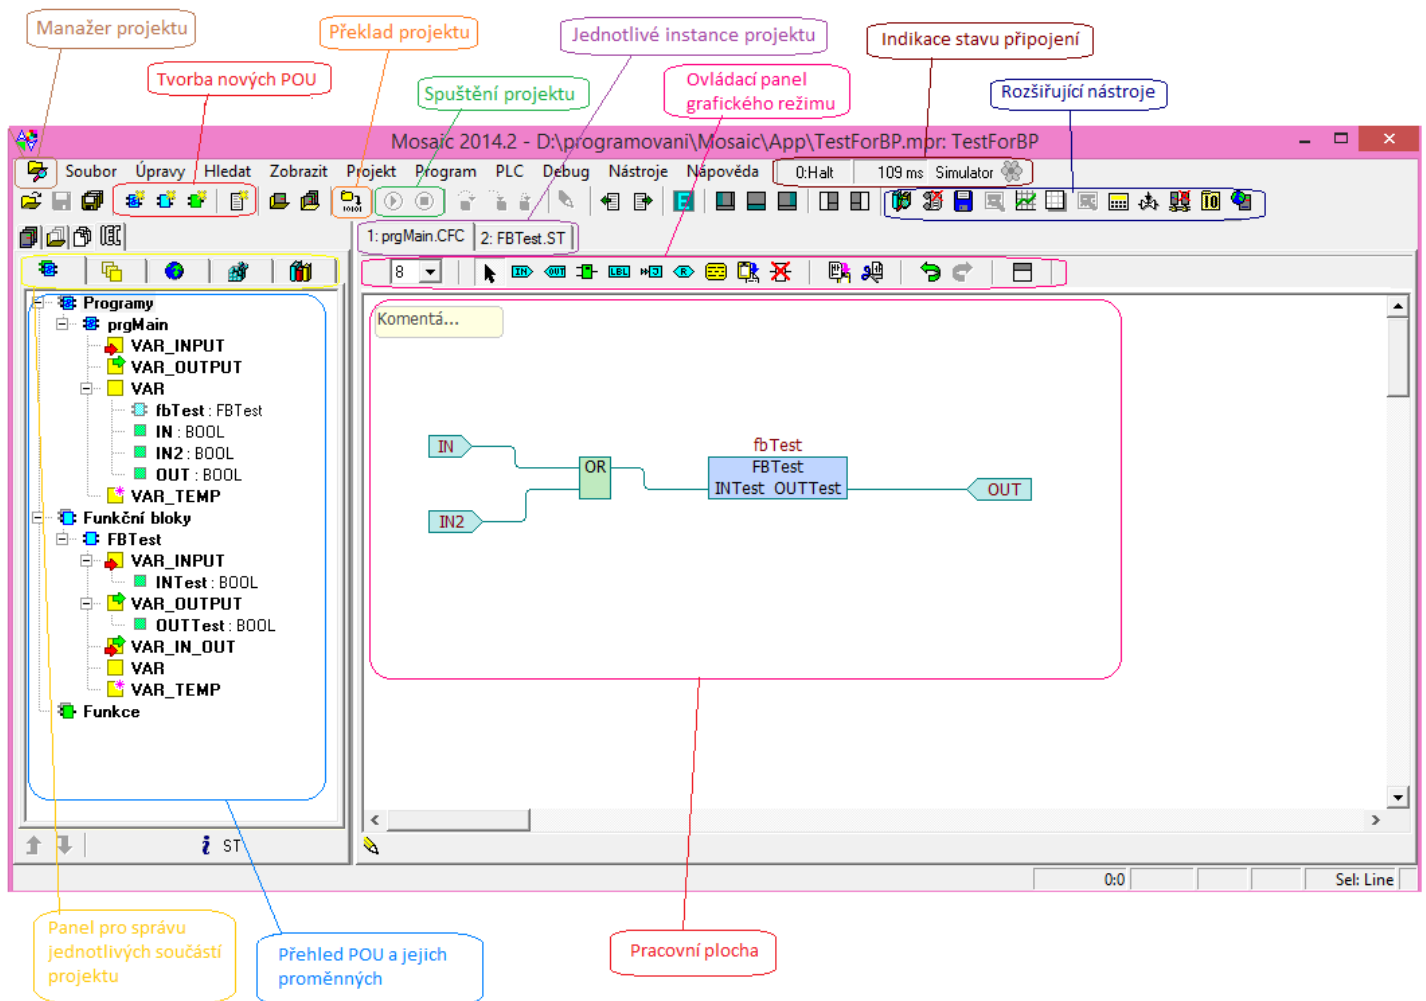 Manažer projektu
Překlad projektu
Jednotlivé instance projektu
Indikace stavu připojení
Tvorba nových POU
Spuštění projektu
Ovládací panel
grafického režimu
Rozšiřující nástroje
Mosaic 2014.2 - D:\programovani\Mosaic\App\TestForBP.mpr: TestForBP
Soubor Úpravy Hledat Zobrazit Projekt Program PLC Debug Nástroje Nápověda 0:Halt 109 ms Simulator
1: prgMain.CFC 2: FBTest.ST
8 IN OUT LBL J R
Programy
prgMain
VAR_INPUT
VAR_OUTPUT
VAR
fbTest : FBTest
IN : BOOL
IN2 : BOOL
OUT : BOOL
VAR_TEMP
Funkční bloky
FBTest
VAR_INPUT
INTest : BOOL
VAR_OUTPUT
OUTTest : BOOL
VAR_IN_OUT
VAR
VAR_TEMP
Funkce
i ST
Komentá...
IN
IN2
OR
fbTest
FBTest
INTest OUTTest
OUT
0:0 Sel: Line
Panel pro správu
jednotlivých součástí
projektu
Přehled POU a jejich
proměnných
Pracovní plocha